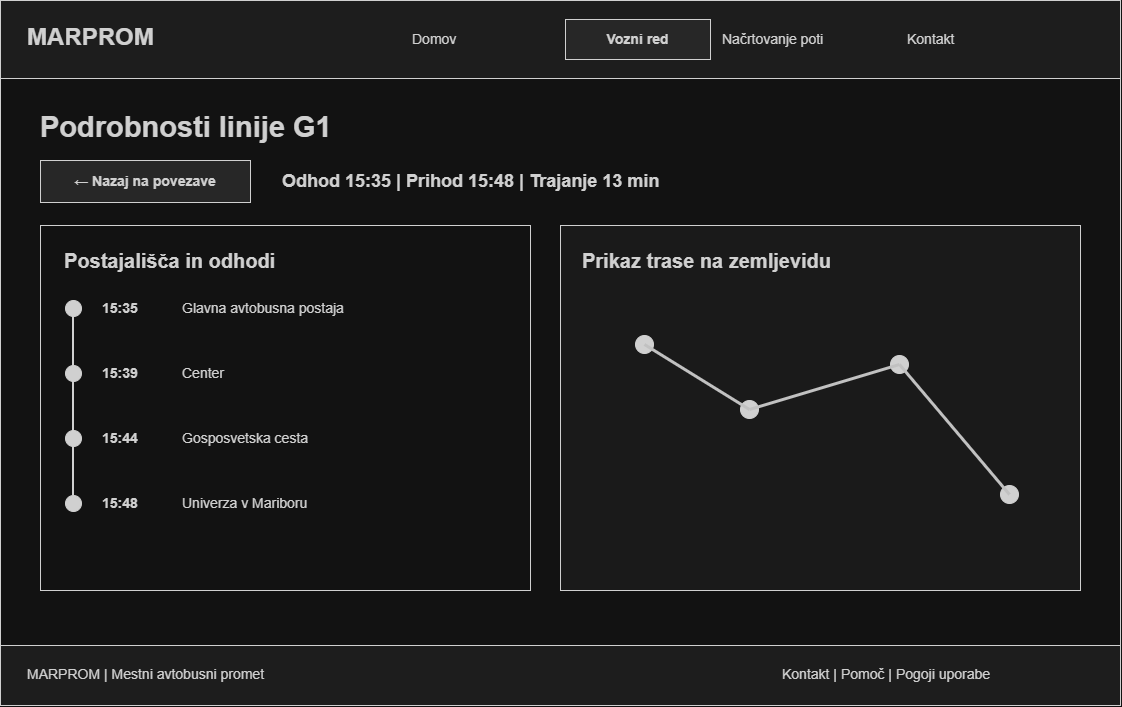 MARPROM
Domov
Vozni red
Načrtovanje poti
Kontakt
Podrobnosti linije G1
← Nazaj na povezave
Odhod 15:35 | Prihod 15:48 | Trajanje 13 min
Postajališča in odhodi
15:35 Glavna avtobusna postaja
15:39 Center
15:44 Gosposvetska cesta
15:48 Univerza v Mariboru
Prikaz trase na zemljevidu
MARPROM | Mestni avtobusni promet
Kontakt | Pomoč | Pogoji uporabe